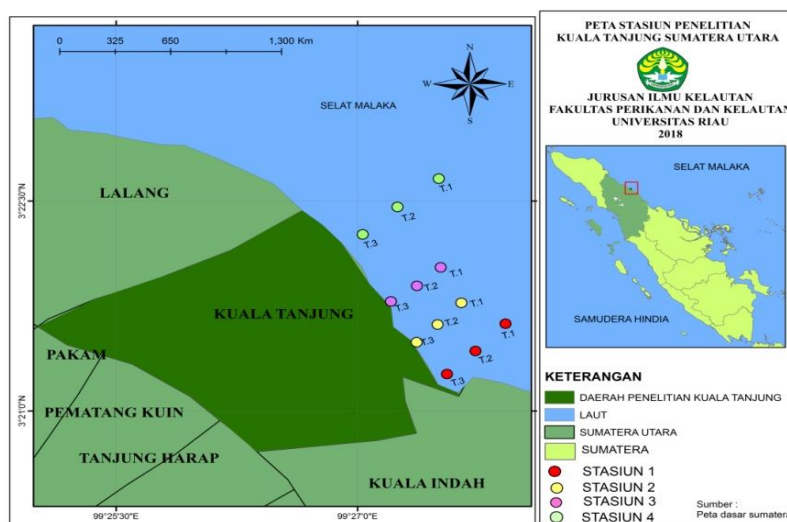 0 325 650 1,300 Km
N
W E
S
SELAT MALAKA
LALANG
KUALA TANJUNG
PAKAM
PEMATANG KUIN
TANJUNG HARAP
KUALA INDAH
T.1
T.2
T.3
T.1
T.2
T.3
T.1
T.2
T.3
T.1
T.2
T.3
3°22'30"
3°21'0"
99°25'30"E
99°27'0"E
PETA STASIUN PENELITIAN
KUALA TANJUNG SUMATERA UTARA
JURUSAN ILMU KELAUTAN
FAKULTAS PERIKANAN DAN KELAUTAN
UNIVERSITAS RIAU
2018
SELAT MALAKA
SAMUDERA HINDIA
KETERANGAN
DAERAH PENELITIAN KUALA TANJUNG
LAUT
SUMATERA UTARA
SUMATERA
STASIUN 1
STASIUN 2
STASIUN 3
STASIUN 4
Sumber :
Peta dasar sumatera